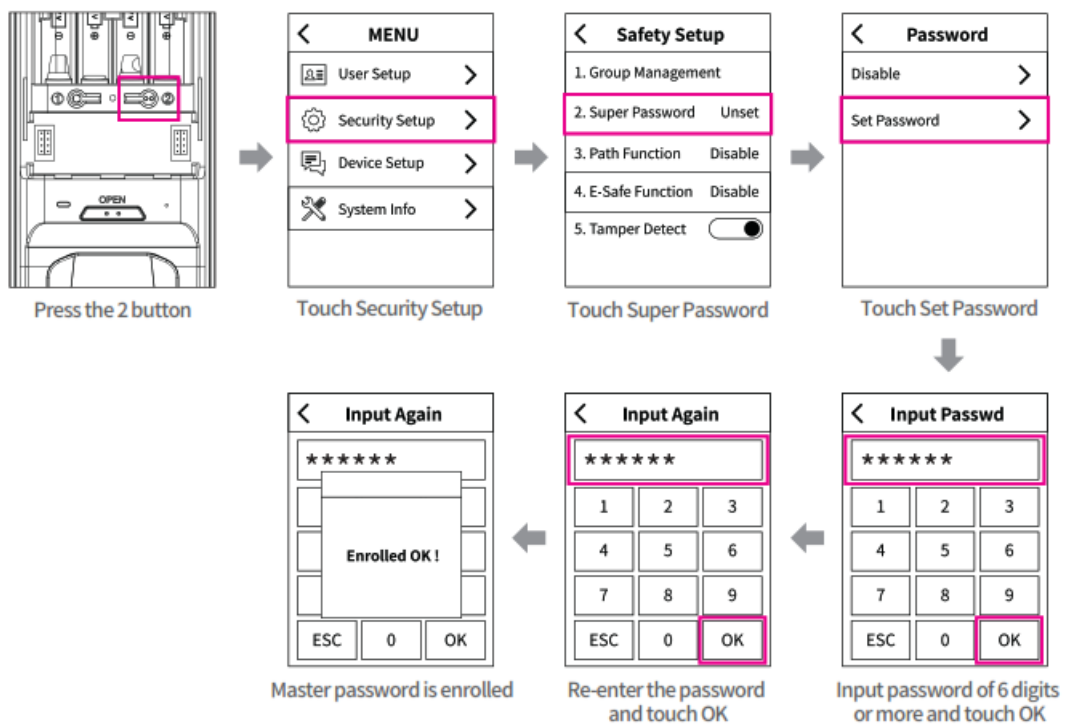 ① ②
OPEN
Press the 2 button
MENU
User Setup
Security Setup
Device Setup
System Info
Touch Security Setup
Safety Setup
1. Group Management
2. Super Password Unset
3. Path Function Disable
4. E-Safe Function Disable
5. Tamper Detect
Touch Super Password
Password
Disable
Set Password
Touch Set Password
Input Passwd
******
1 2 3
4 5 6
7 8 9
ESC 0 OK
Input password of 6 digits
or more and touch OK
Input Again
******
1 2 3
4 5 6
7 8 9
ESC 0 OK
Re-enter the password
and touch OK
Input Again
******
Enrolled OK !
ESC 0 OK
Master password is enrolled